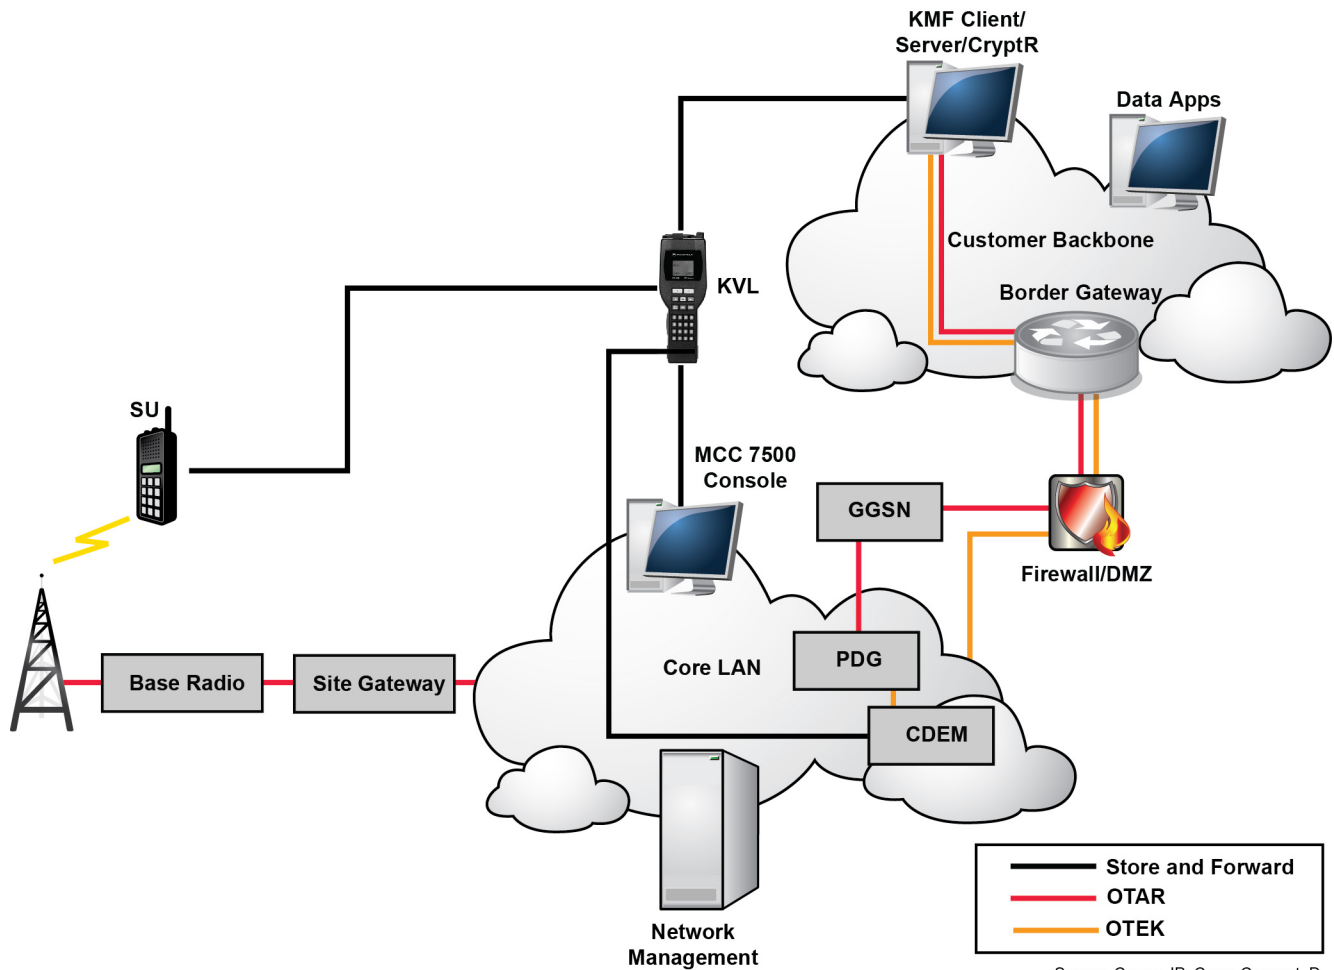 KMF Client/
Server/CryptR
Data Apps
Customer Backbone
KVL
Border Gateway
SU
MCC 7500
Console
GGSN
Firewall/DMZ
PDG
Core LAN
Base Radio
Site Gateway
CDEM
Store and Forward
OTAR
OTEK
Network
Management